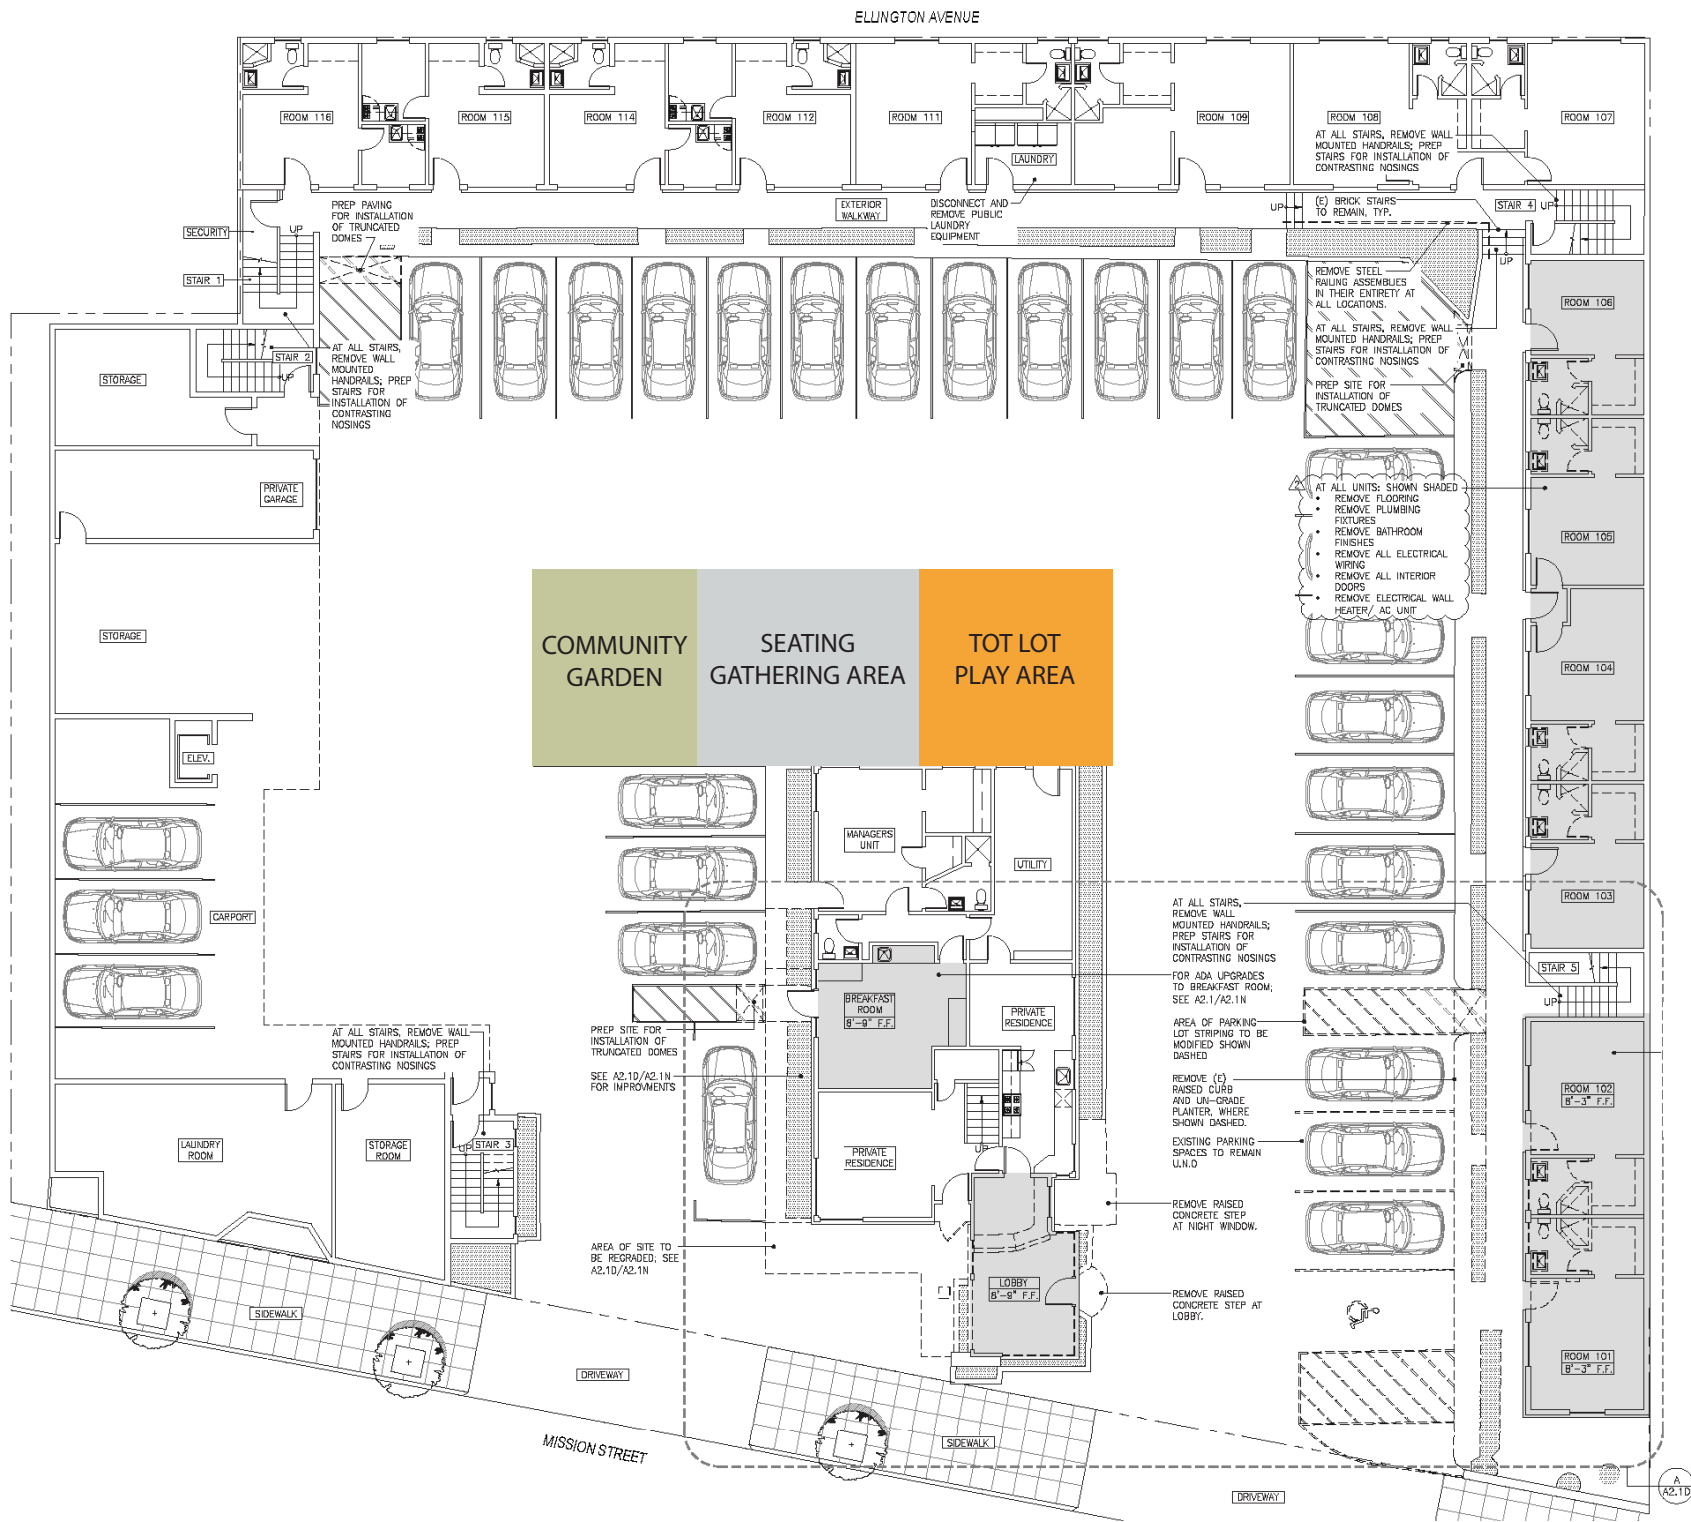 ELLINGTON AVENUE
ROOM 116
ROOM 115
ROOM 114
ROOM 112
ROOM 111
LAUNDRY
ROOM 109
ROOM 108
ROOM 107
AT ALL STAIRS, REMOVE WALL
MOUNTED HANDRAILS; PREP
STAIRS FOR INSTALLATION OF
CONTRASTING NOSINGS
PREP PAVING
FOR INSTALLATION
OF TRUNCATED
DOMES
EXTERIOR
WALKWAY
DISCONNECT AND
REMOVE PUBLIC
LAUNDRY
EQUIPMENT
UP
(E) BRICK STAIRS
TO REMAIN, TYP.
STAIR 4
UP
SECURITY
UP
STAIR 1
UP
REMOVE STEEL
RAILING ASSEMBLIES
IN THEIR ENTIRETY AT
ALL LOCATIONS.
ROOM 106
AT ALL STAIRS, REMOVE WALL
MOUNTED HANDRAILS; PREP
STAIRS FOR INSTALLATION OF
CONTRASTING NOSINGS
PREP SITE FOR
INSTALLATION OF
TRUNCATED DOMES
STAIR 2
UP
AT ALL STAIRS,
REMOVE WALL
MOUNTED
HANDRAILS; PREP
STAIRS FOR
INSTALLATION OF
CONTRASTING
NOSINGS
STORAGE
PRIVATE
GARAGE
2
AT ALL UNITS: SHOWN SHADED
• REMOVE FLOORING
• REMOVE PLUMBING
FIXTURES
• REMOVE BATHROOM
FINISHES
• REMOVE ALL ELECTRICAL
WIRING
• REMOVE ALL INTERIOR
DOORS
• REMOVE ELECTRICAL WALL
HEATER/ AC UNIT
ROOM 105
STORAGE
COMMUNITY
GARDEN
SEATING
GATHERING AREA
TOT LOT
PLAY AREA
ROOM 104
ELEV.
MANAGERS
UNIT
UTILITY
CARPORT
ROOM 103
AT ALL STAIRS,
REMOVE WALL
MOUNTED HANDRAILS;
PREP STAIRS FOR
INSTALLATION OF
CONTRASTING NOSINGS
STAIR 5
UP
FOR ADA UPGRADES
TO BREAKFAST ROOM;
SEE A2.1/A2.1N
BREAKFAST
ROOM
8'-9" F.F.
PRIVATE
RESIDENCE
AREA OF PARKING
LOT STRIPING TO BE
MODIFIED SHOWN
DASHED
AT ALL STAIRS, REMOVE WALL
MOUNTED HANDRAILS; PREP
STAIRS FOR INSTALLATION OF
CONTRASTING NOSINGS
PREP SITE FOR
INSTALLATION OF
TRUNCATED DOMES
SEE A2.1D/A2.1N
FOR IMPROVMENTS
REMOVE (E)
RAISED CURB
AND UN-GRADE
PLANTER, WHERE
SHOWN DASHED.
ROOM 102
8'-3" F.F.
LAUNDRY
ROOM
STORAGE
ROOM
UP
STAIR 3
PRIVATE
RESIDENCE
UP
EXISTING PARKING
SPACES TO REMAIN
U.N.O
REMOVE RAISED
CONCRETE STEP
AT NIGHT WINDOW.
AREA OF SITE TO
BE REGRADED; SEE
A2.1D/A2.1N
LOBBY
8'-9" F.F.
REMOVE RAISED
CONCRETE STEP AT
LOBBY.
SIDEWALK
DRIVEWAY
ROOM 101
8'-3" F.F.
MISSION STREET
SIDEWALK
DRIVEWAY
A
A2.1D